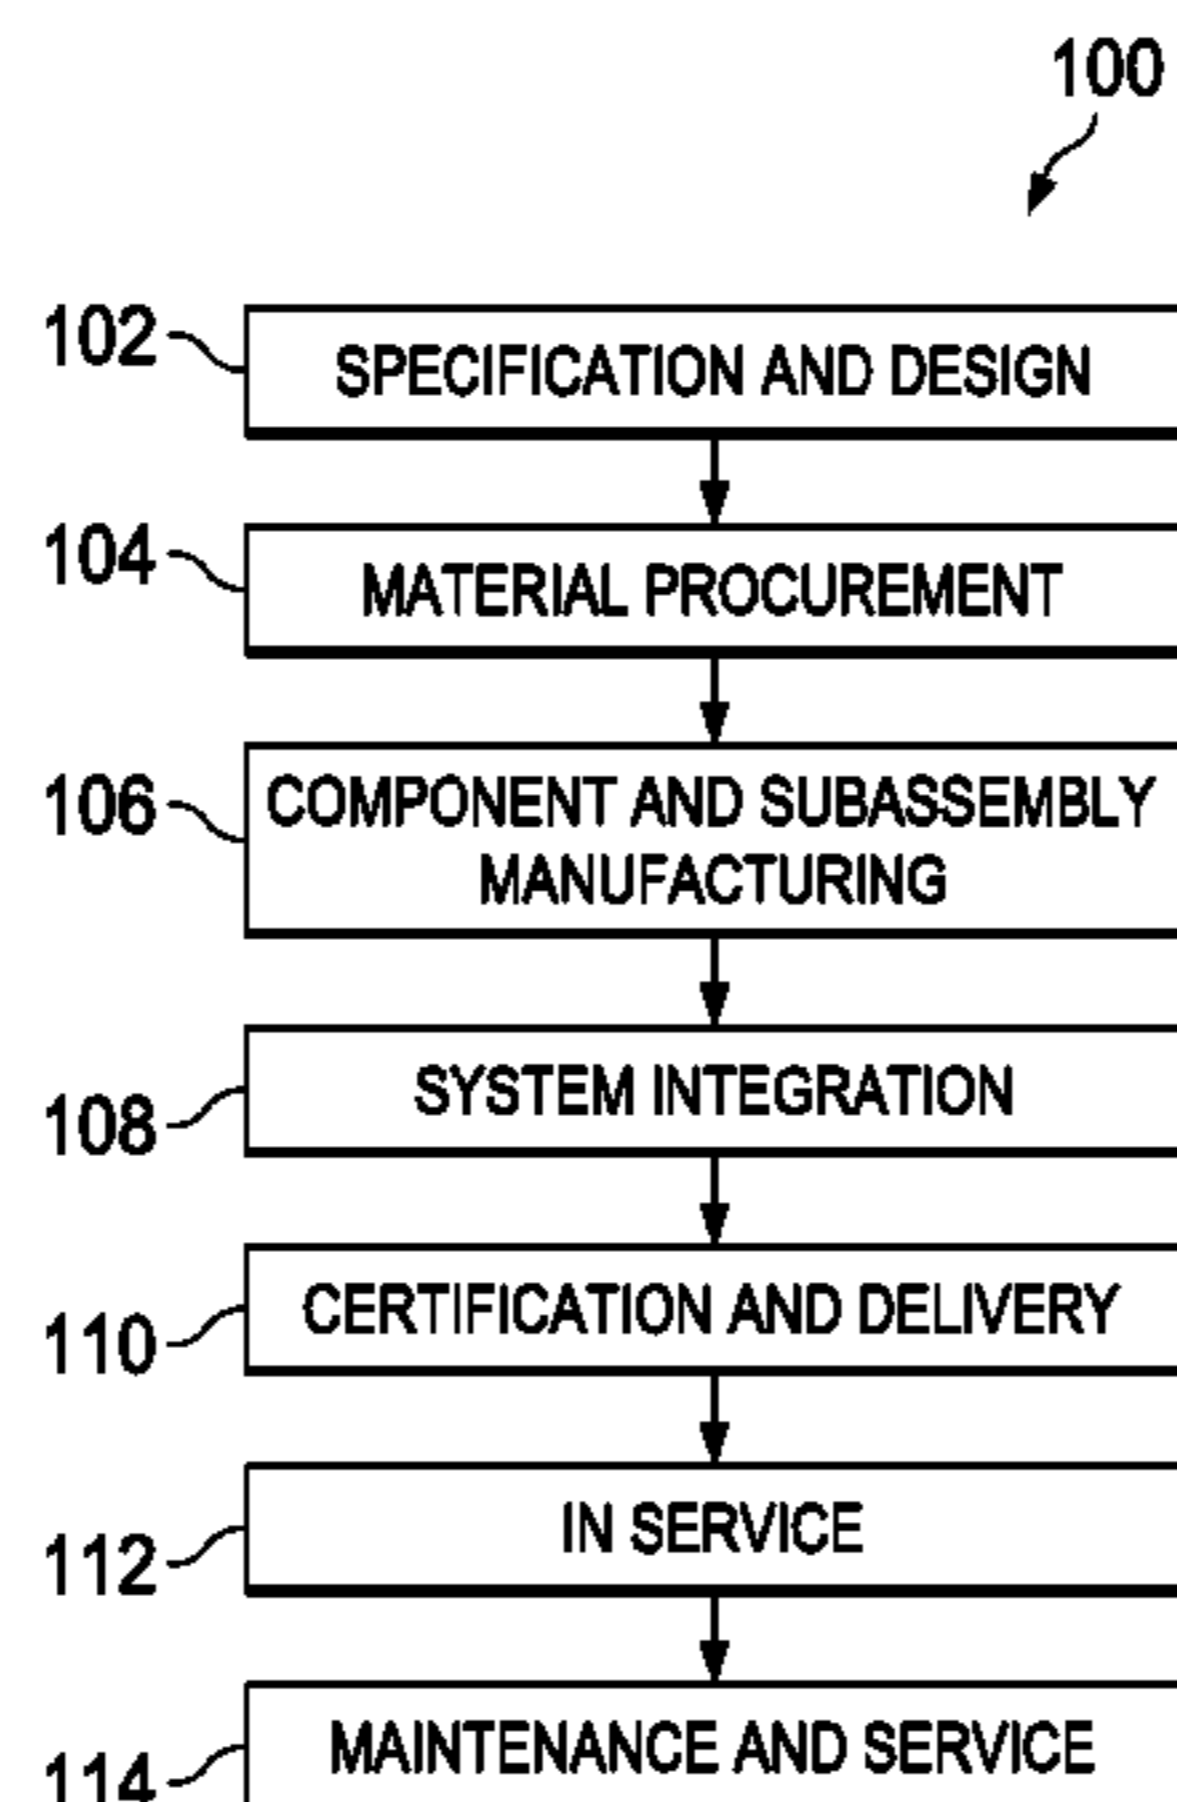 100
102
SPECIFICATION AND DESIGN
104
MATERIAL PROCUREMENT
106
COMPONENT AND SUBASSEMBLY
MANUFACTURING
108
SYSTEM INTEGRATION
110
CERTIFICATION AND DELIVERY
112
IN SERVICE
114
MAINTENANCE AND SERVICE